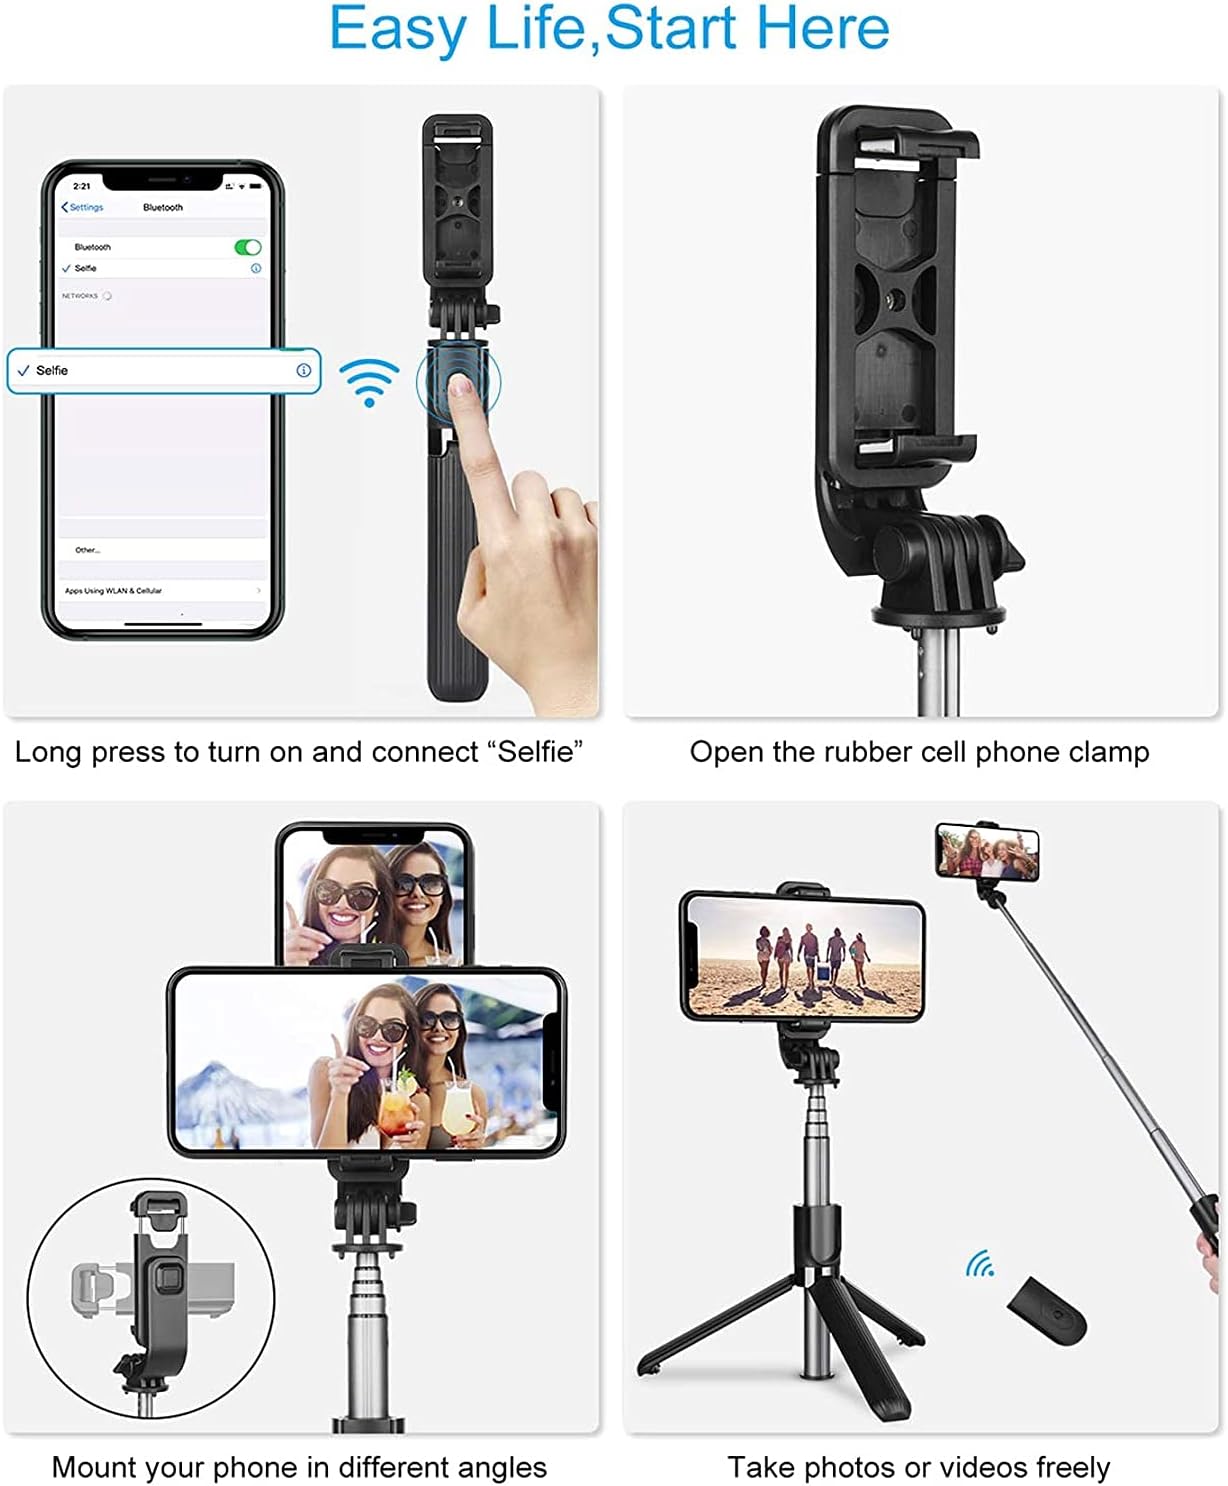 Easy Life,Start Here
2:21
Settings
Bluetooth
Bluetooth
Selfie
NETWORKS
Selfie
Other...
Apps Using WLAN & Cellular
Long press to turn on and connect “Selfie”
Open the rubber cell phone clamp
Mount your phone in different angles
Take photos or videos freely